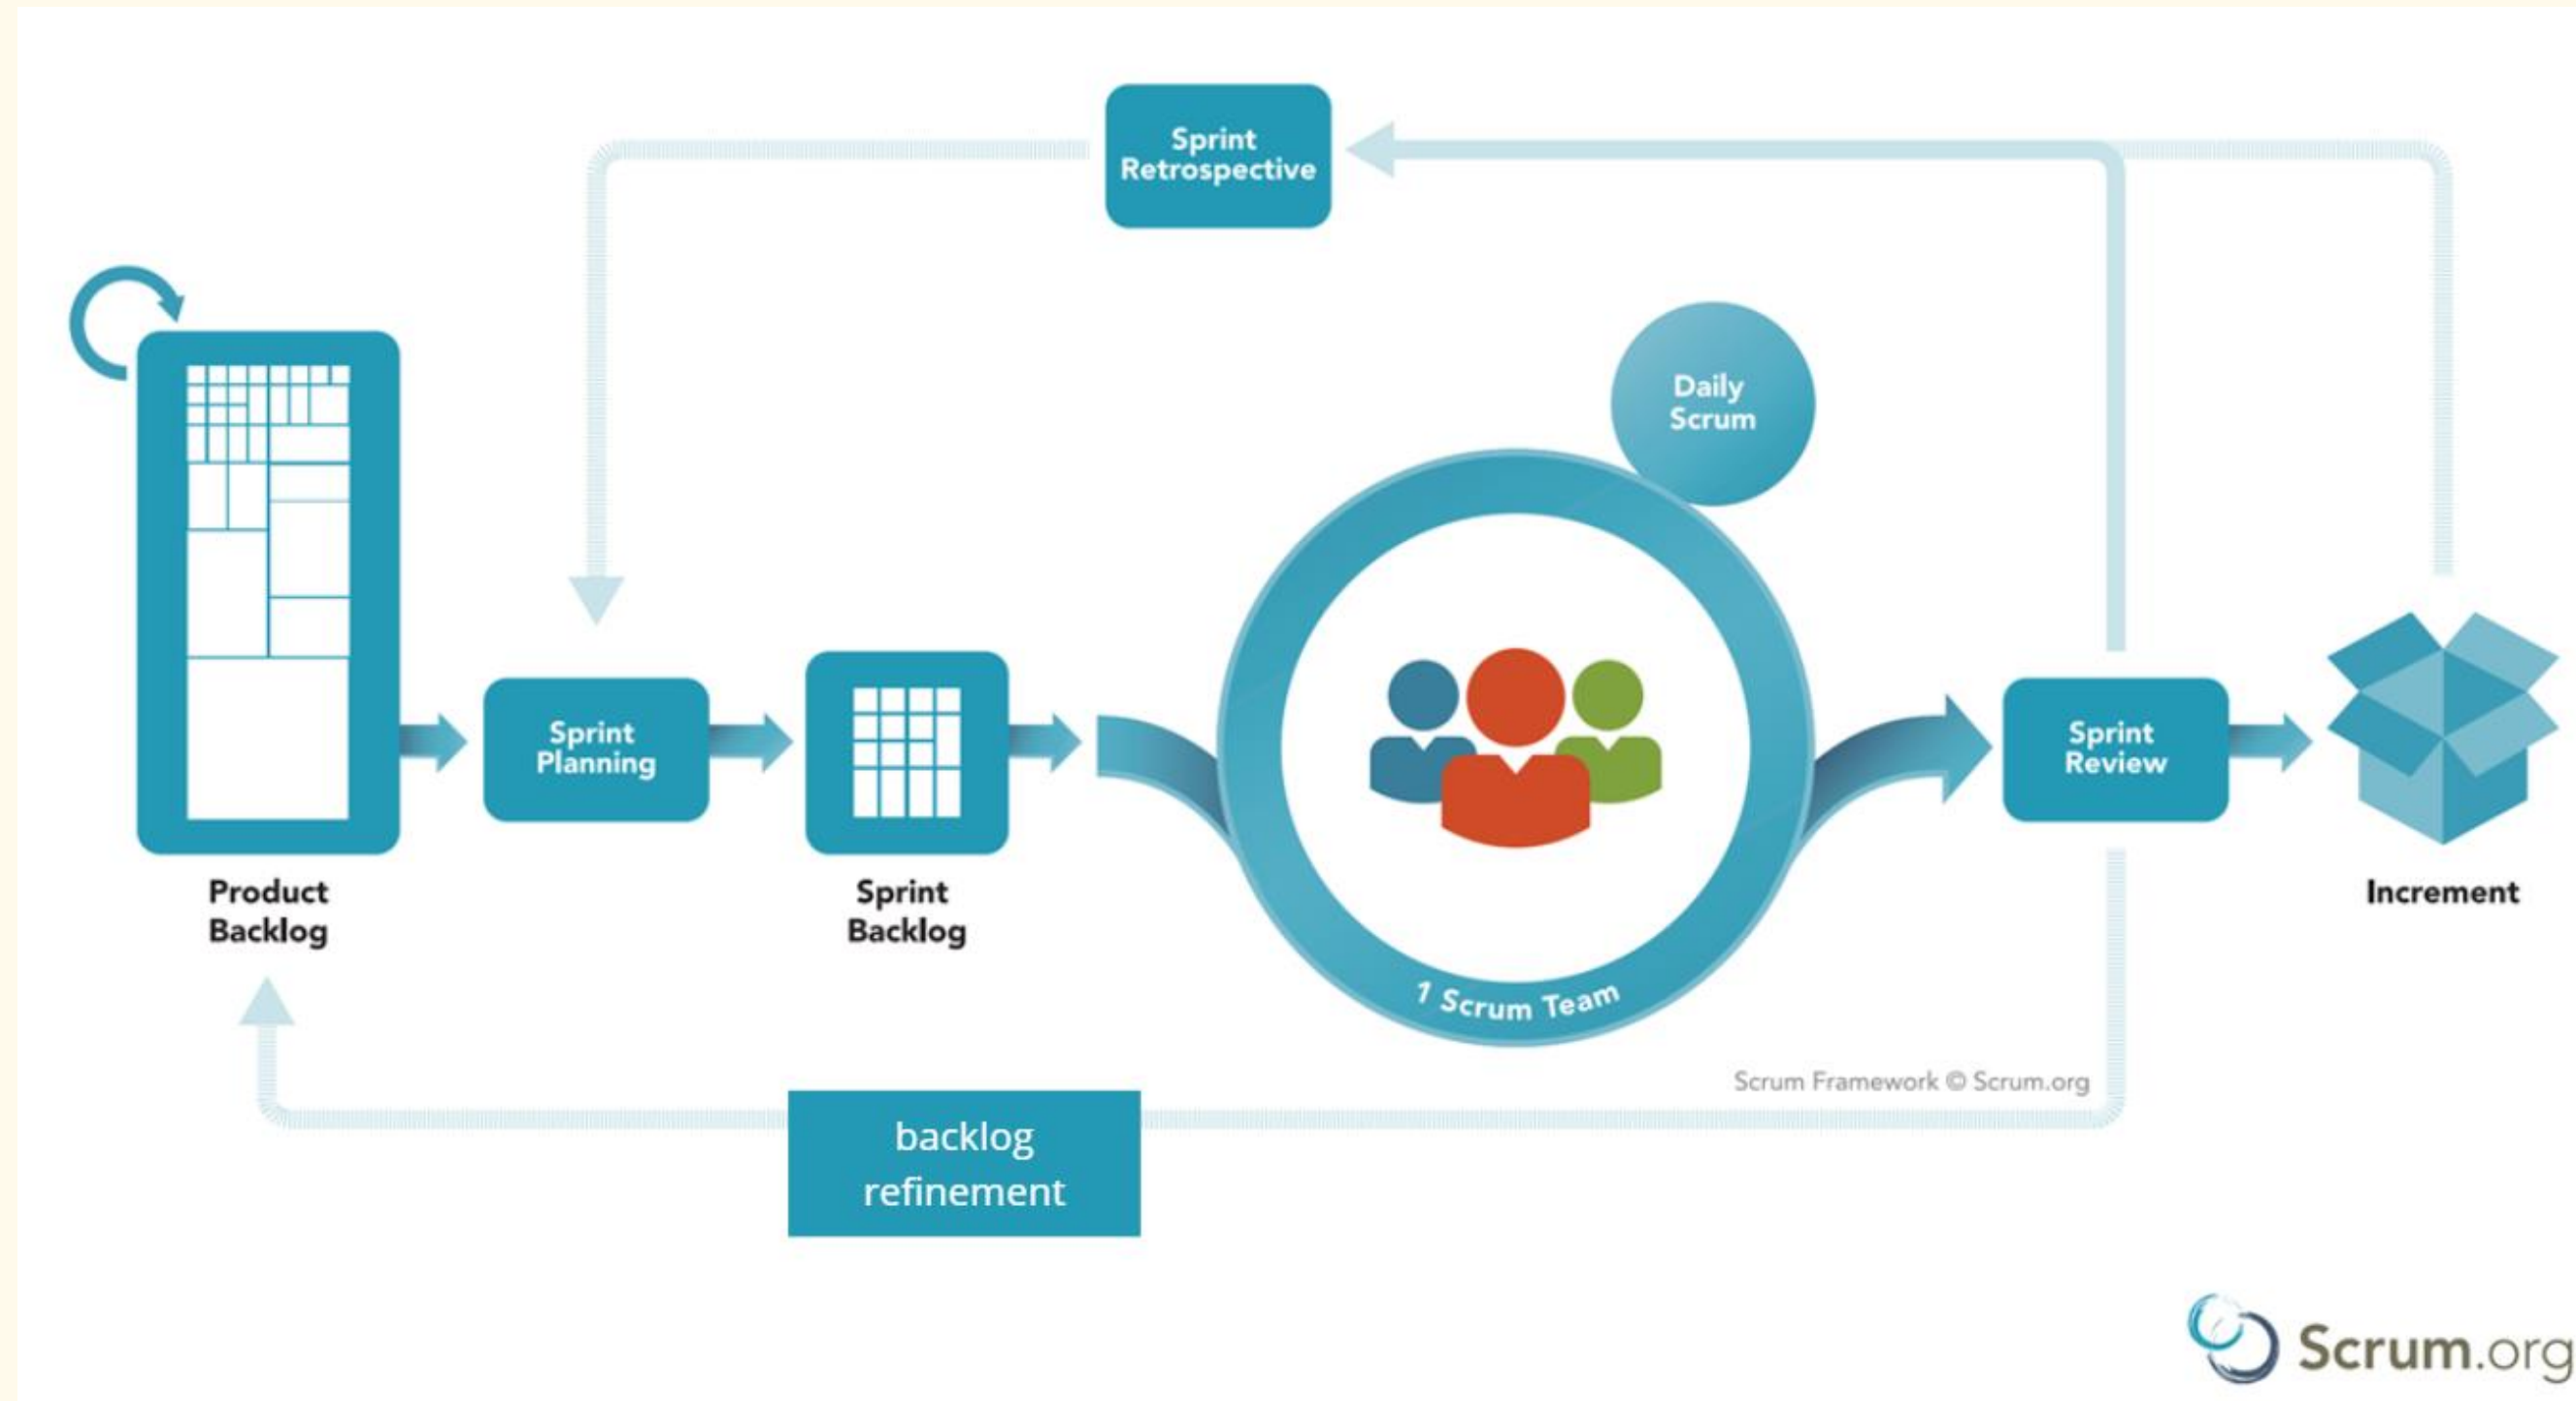 Sprint
Retrospective
Daily
Scrum
Sprint
Planning
Sprint
Review
Product
Backlog
Sprint
Backlog
Increment
1 Scrum Team
Scrum Framework © Scrum.org
backlog
refinement
Scrum.org